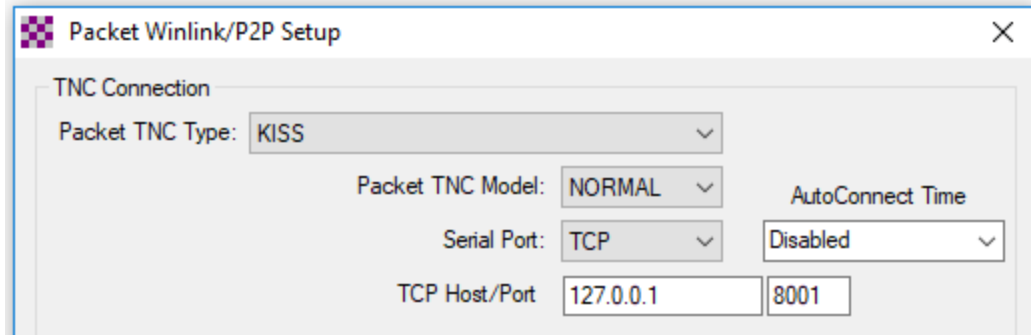 Packet Winlink/P2P Setup
TNC Connection
Packet TNC Type: KISS
Packet TNC Model: NORMAL
AutoConnect Time
Serial Port: TCP Disabled
TCP Host/Port 127.0.0.1 8001